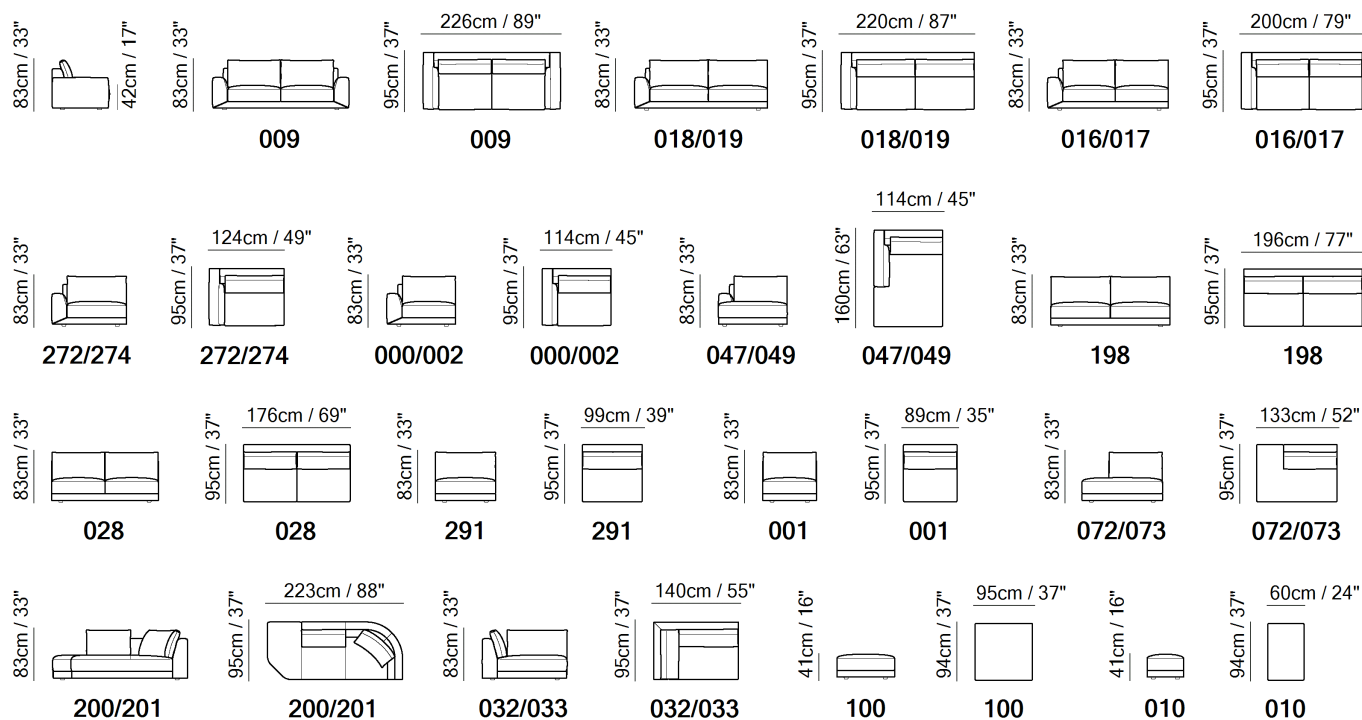 83cm / 33"
42cm / 17"
83cm / 33"
009
95cm / 37"
226cm / 89"
009
83cm / 33"
018/019
95cm / 37"
220cm / 87"
018/019
83cm / 33"
016/017
95cm / 37"
200cm / 79"
016/017
83cm / 33"
272/274
95cm / 37"
124cm / 49"
272/274
83cm / 33"
000/002
95cm / 37"
114cm / 45"
000/002
83cm / 33"
047/049
160cm / 63"
114cm / 45"
047/049
83cm / 33"
198
95cm / 37"
196cm / 77"
198
83cm / 33"
028
95cm / 37"
176cm / 69"
028
83cm / 33"
291
95cm / 37"
99cm / 39"
291
83cm / 33"
001
95cm / 37"
89cm / 35"
001
83cm / 33"
072/073
95cm / 37"
133cm / 52"
072/073
83cm / 33"
200/201
95cm / 37"
223cm / 88"
200/201
83cm / 33"
032/033
95cm / 37"
140cm / 55"
032/033
41cm / 16"
100
94cm / 37"
95cm / 37"
100
41cm / 16"
010
94cm / 37"
60cm / 24"
010